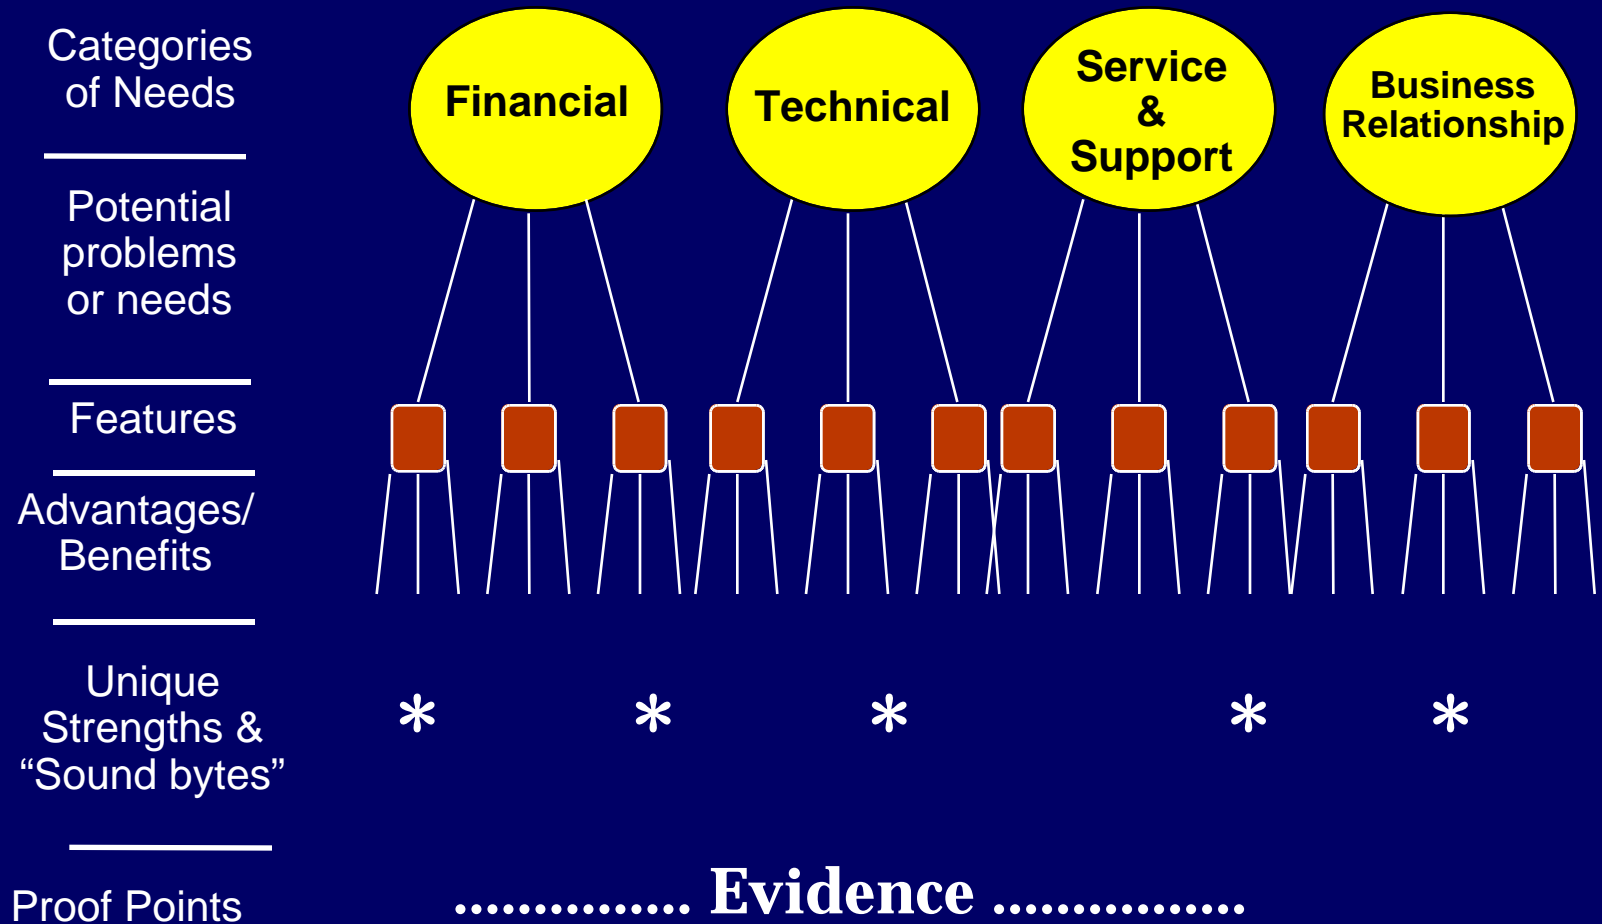 Categories
of Needs
Financial
Technical
Service
&
Support
Business
Relationship
Potential
problems
or needs
Features
Advantages/
Benefits
Unique
Strengths &
“Sound bytes”
* * * * *
Proof Points
............... Evidence ................